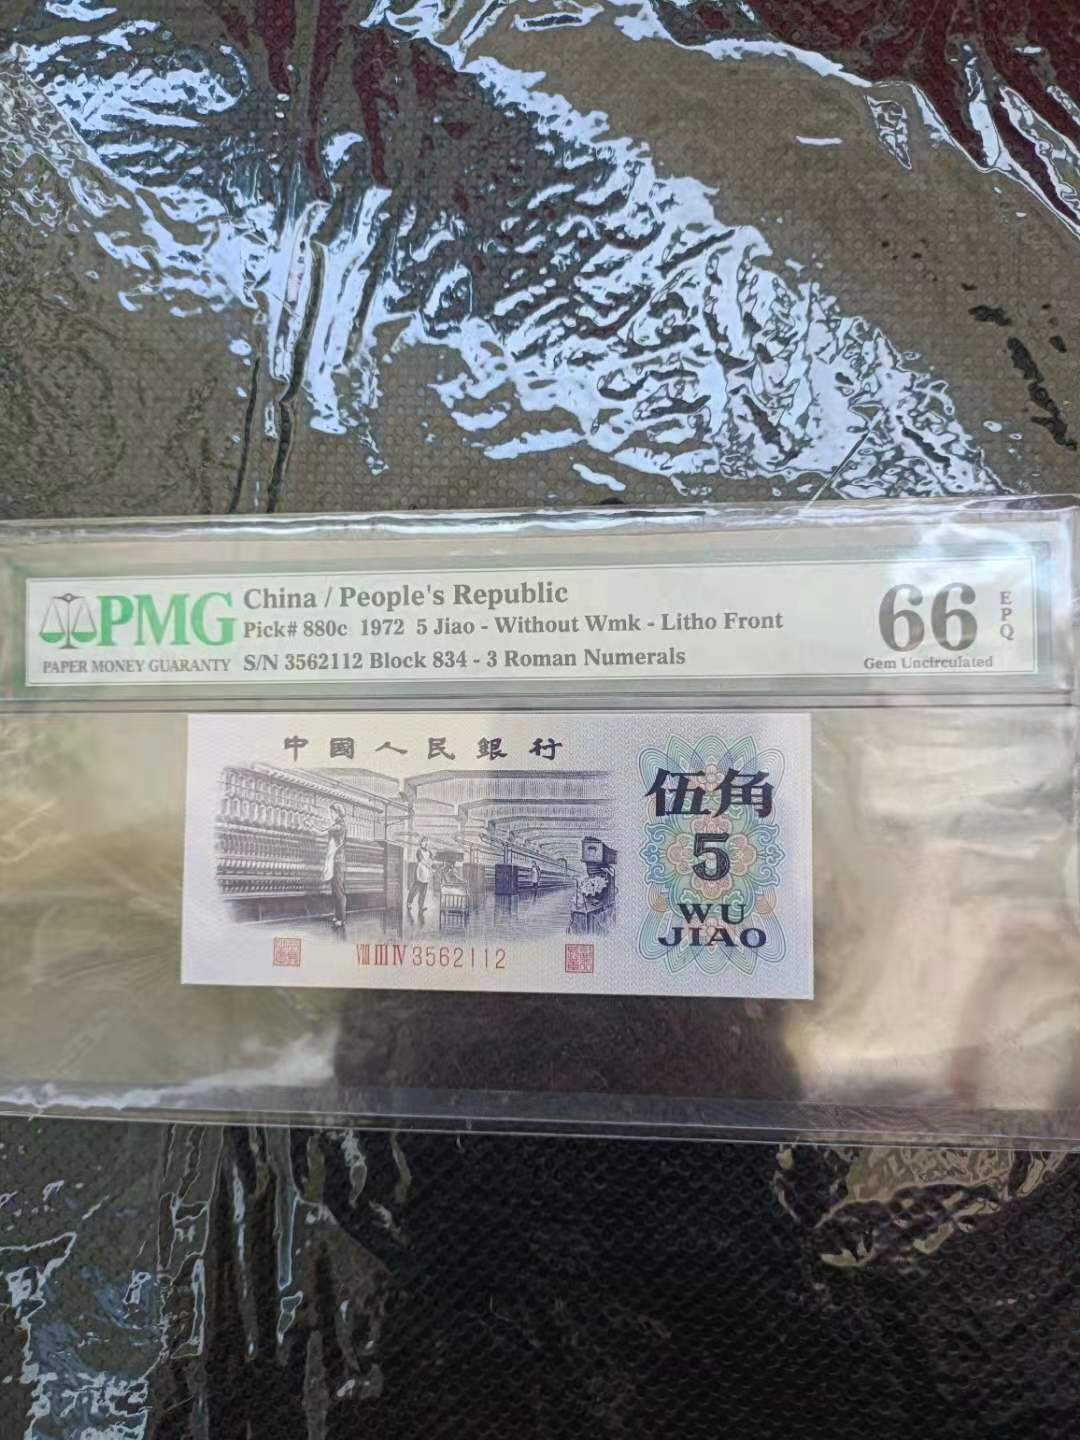 PMG
PAPER MONEY GUARANTY
China / People's Republic
Pick# 880c 1972 5 Jiao - Without Wmk - Litho Front
S/N 3562112 Block 834 - 3 Roman Numerals
66
EPQ
Gem Uncirculated
中國人民銀行
伍角
5
WU
JIAO
VIII III IV 3562112